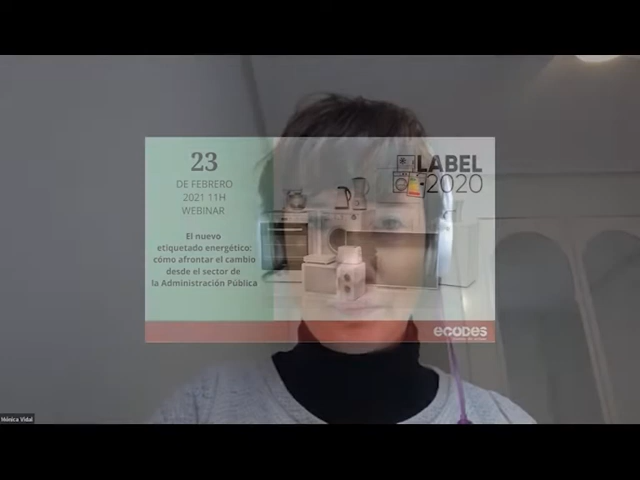 23
DE FEBRERO
2021 11H
WEBINAR
El nuevo
etiquetado energético:
cómo afrontar el cambio
desde el sector de
la Administración Pública
LABEL
2020
ecodes
Mónica Vidal